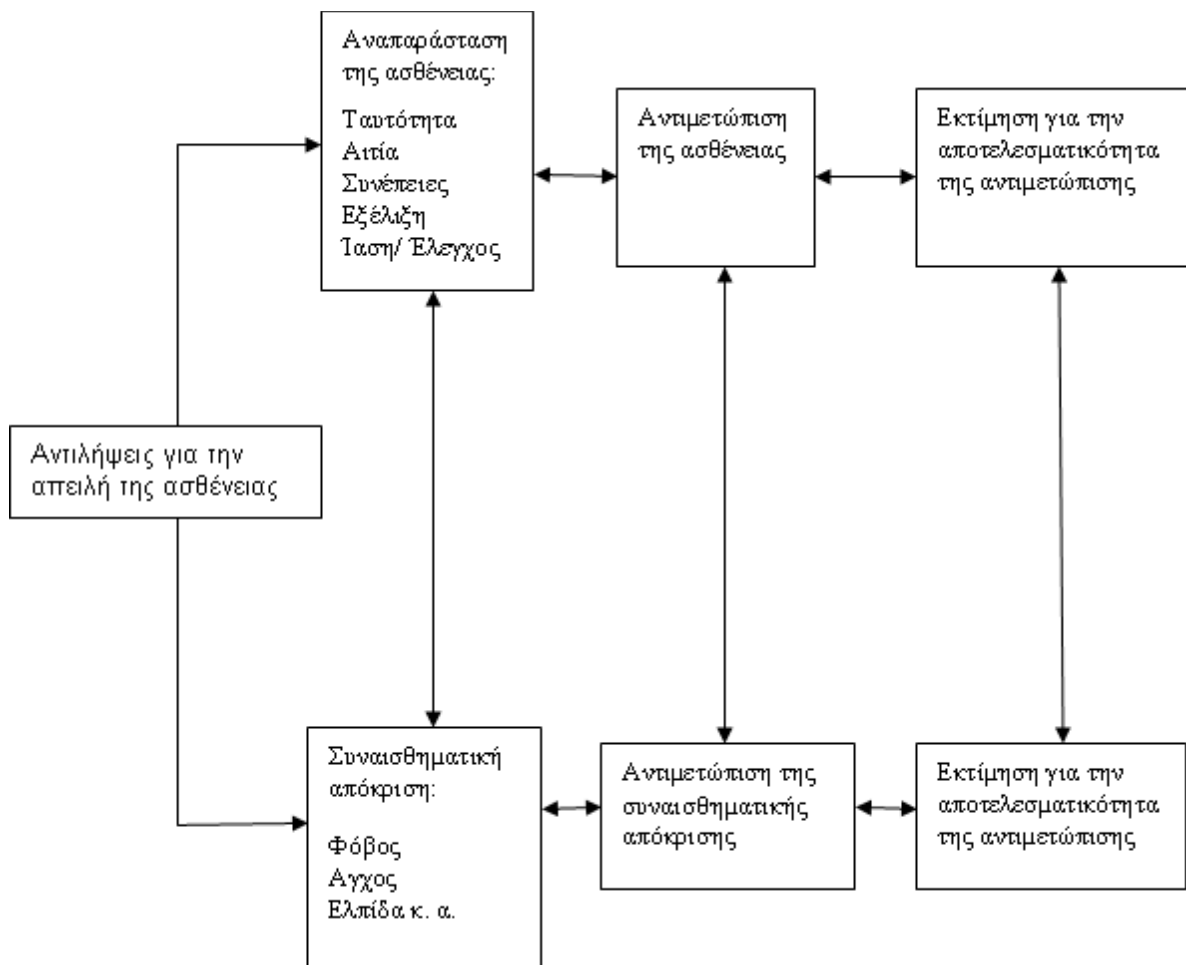 Αναπαράσταση
της ασθένειας:
Ταυτότητα
Αιτία
Συνέπειες
Εξέλιξη
Ίαση/ Έλεγχος
Αντιμετώπιση
της ασθένειας
Εκτίμηση για την
αποτελεσματικότητα
της αντιμετώπισης
Αντιλήψεις για την
απειλή της ασθένειας
Συναισθηματική
απόκριση:
Φόβος
Αγχος
Ελπίδα κ. α.
Αντιμετώπιση της
συναισθηματικής
απόκρισης
Εκτίμηση για την
αποτελεσματικότητα
της αντιμετώπισης